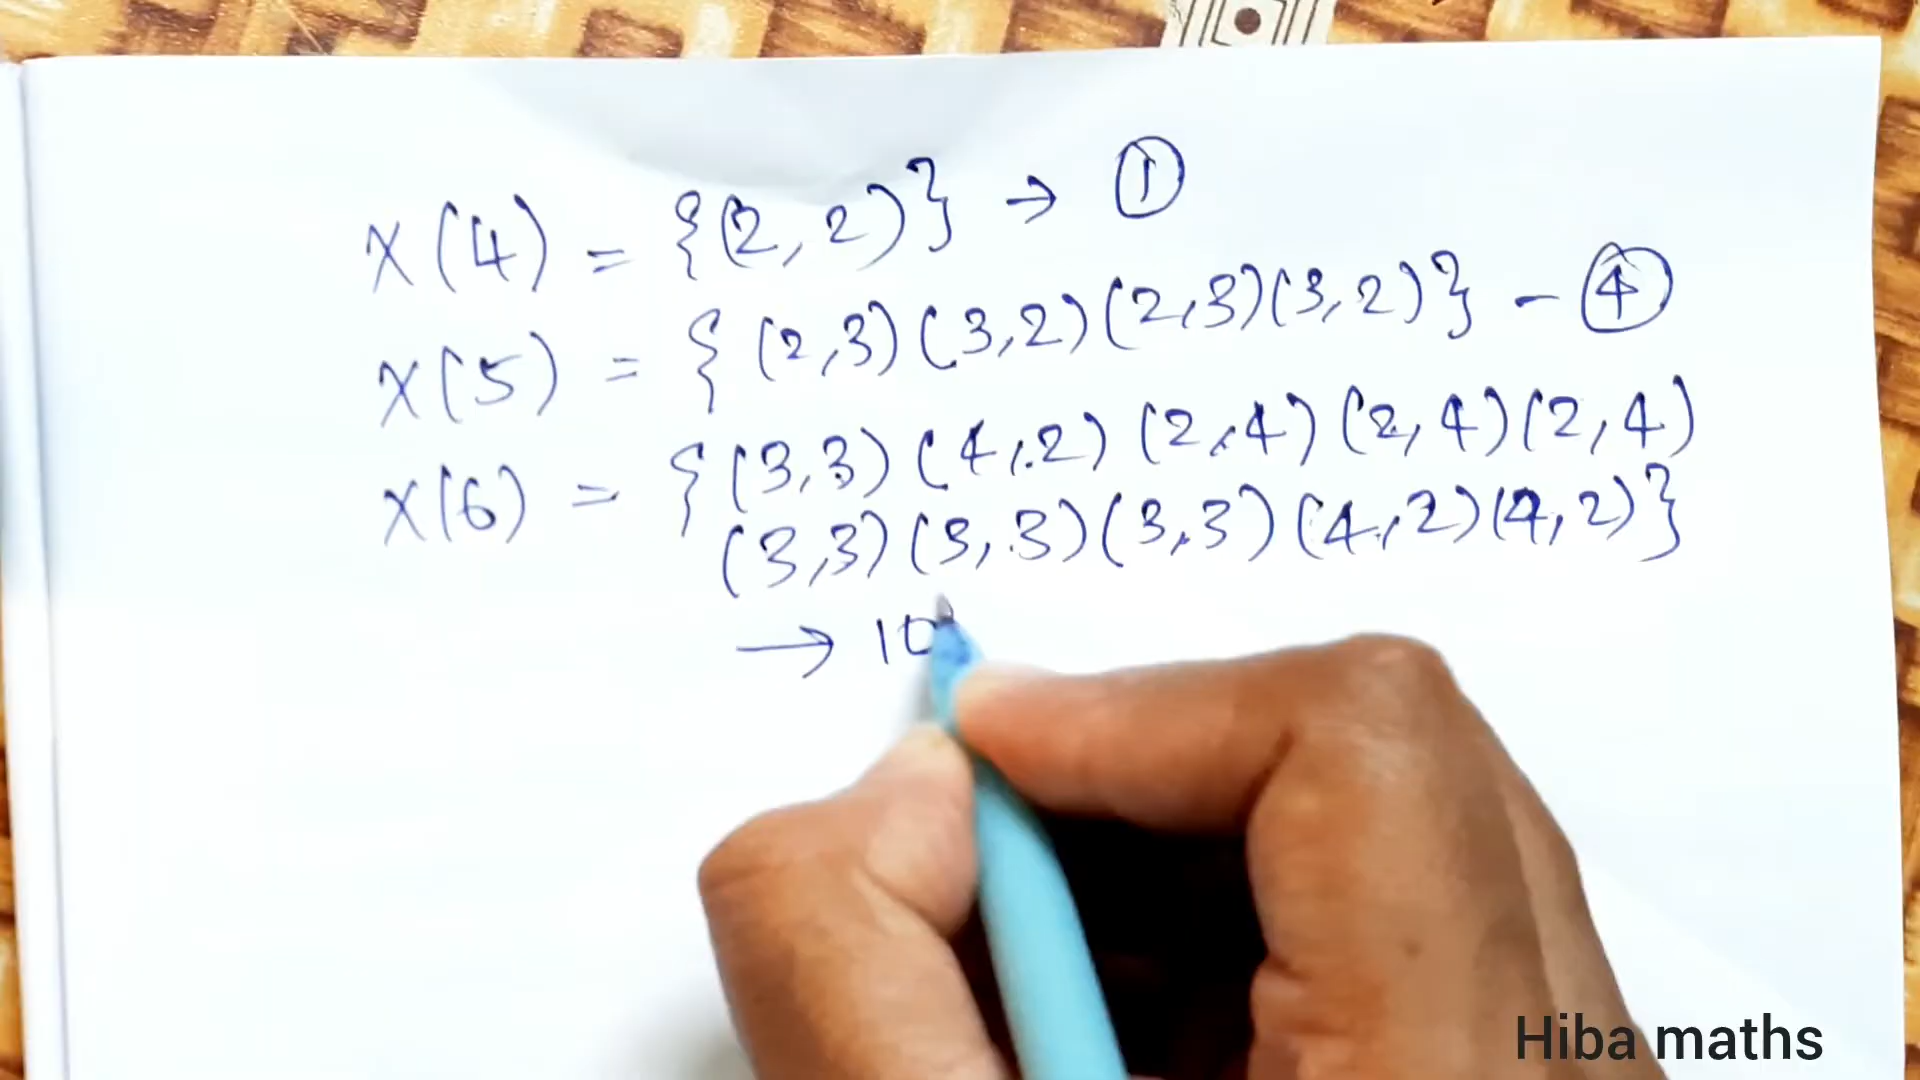 X(4) = {(2,2)} → ①
X(5) = { (2,3) (3,2) (2,3) (3,2) } - ④
X(6) = { (3,3) (4,2) (2,4) (2,4) (2,4)
(3,3) (3,3) (3,3) (4,2) (4,2) }
→ 10
Hiba maths